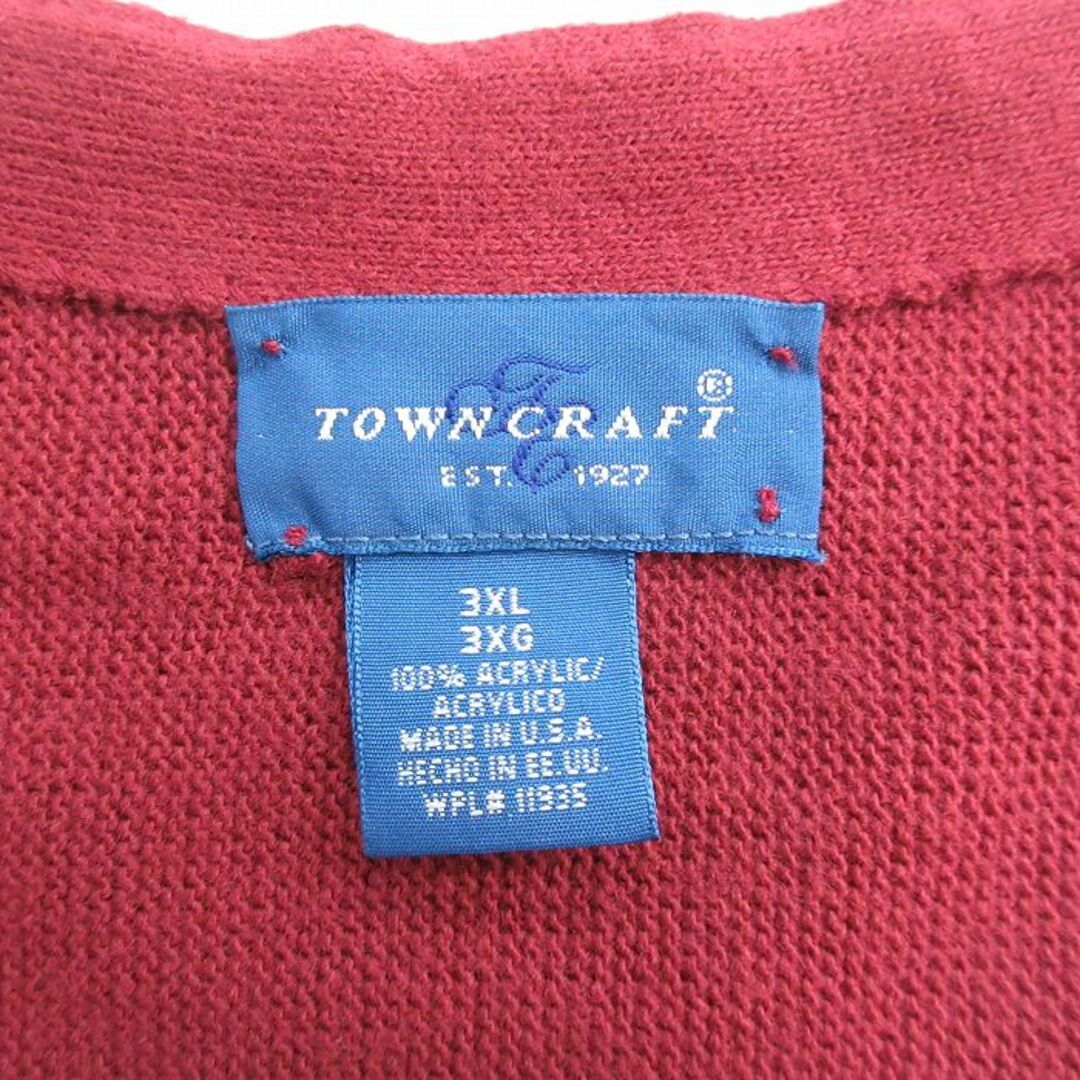 TOWNCRAFT®
EST. 1927
3XL
3XG
100% ACRYLIC/
ACRYLICO
MADE IN U.S.A.
HECHO IN EE.UU.
WPL# 11935